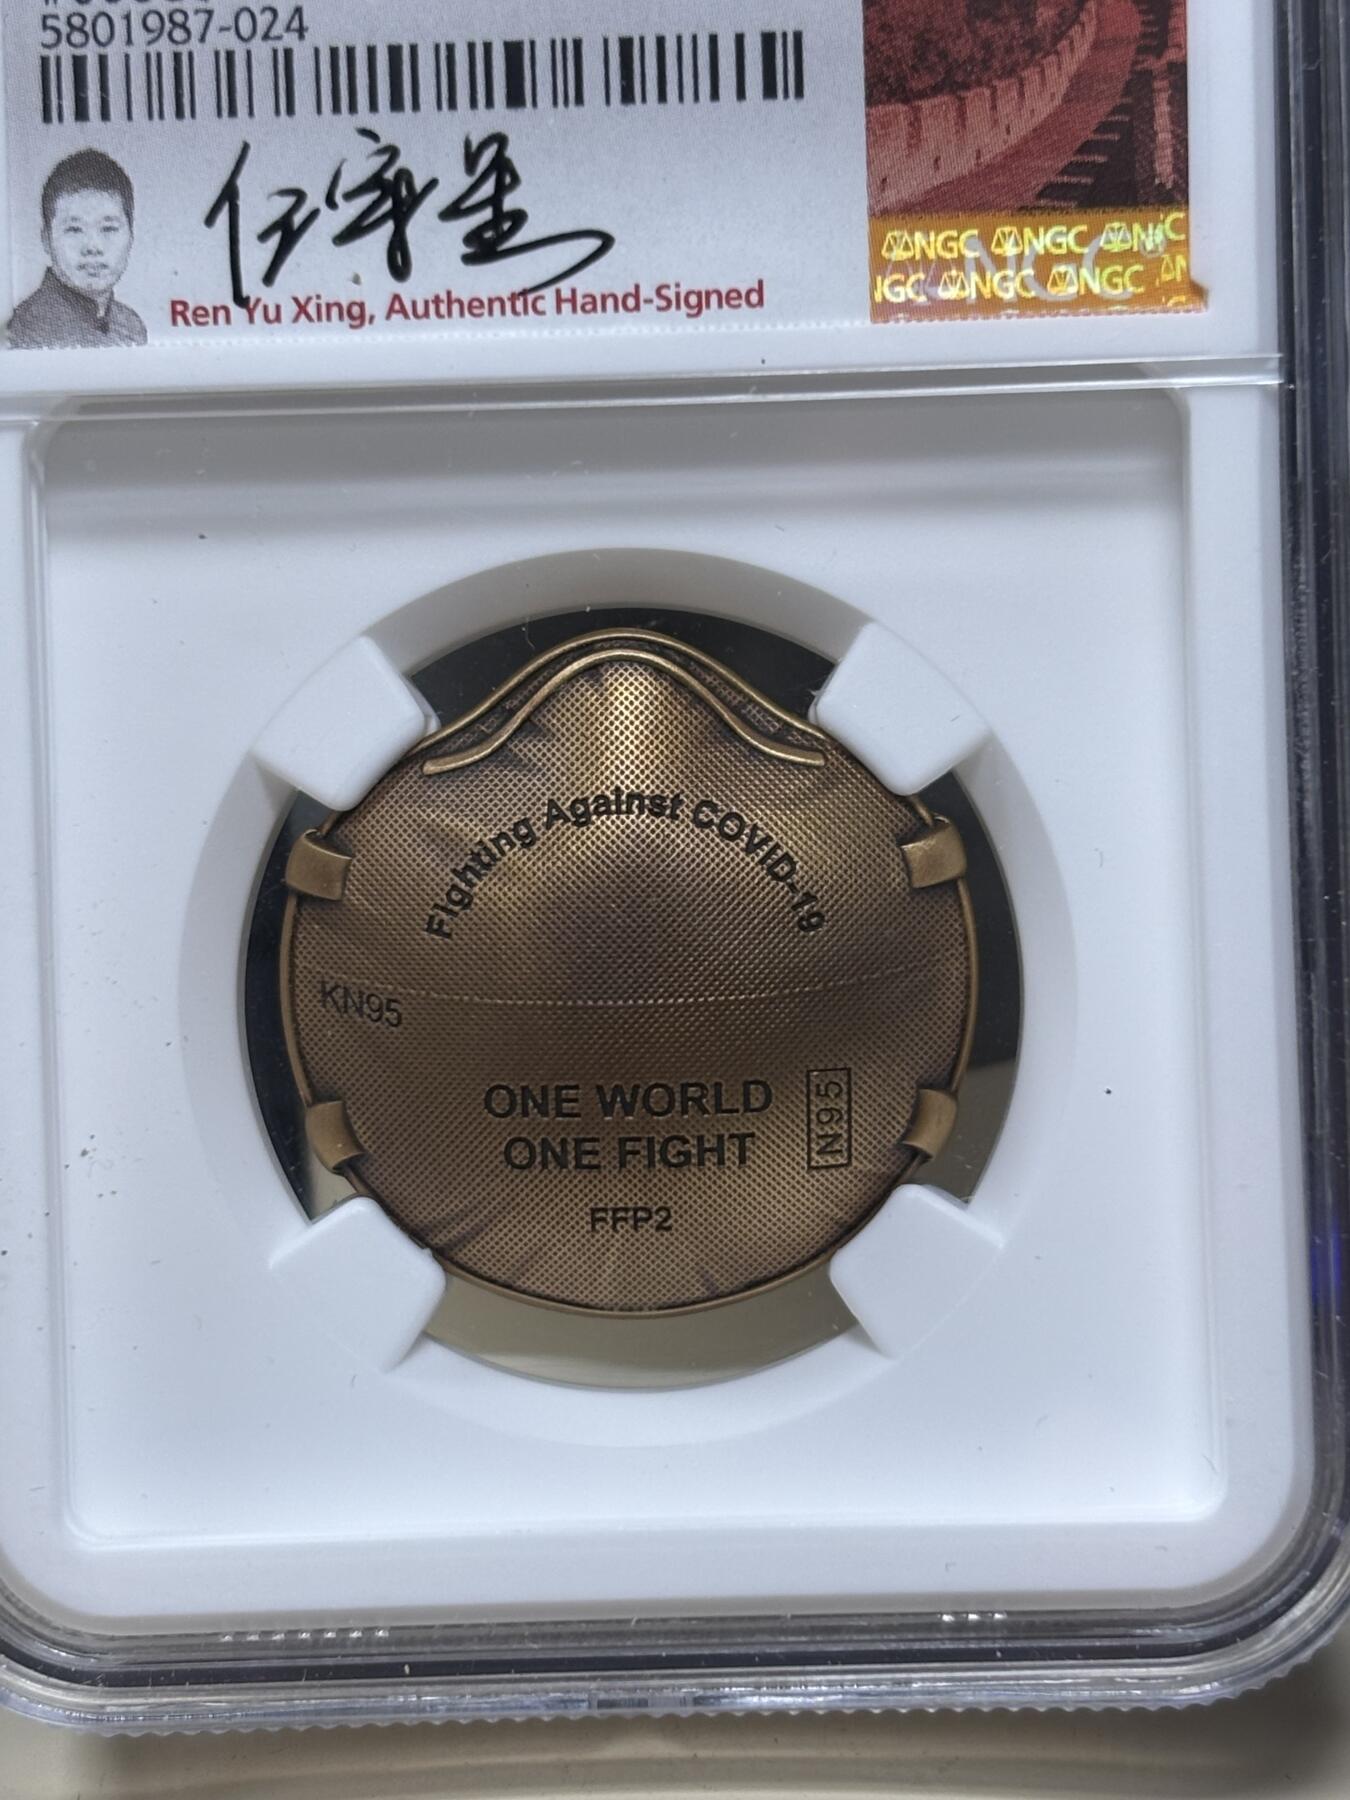 5801987-024
任宇星
Ren Yu Xing, Authentic Hand-Signed
NGC NGC NGC
NGC NGC NGC
Fighting Against COVID-19
KN95
ONE WORLD
ONE FIGHT
N95
FFP2